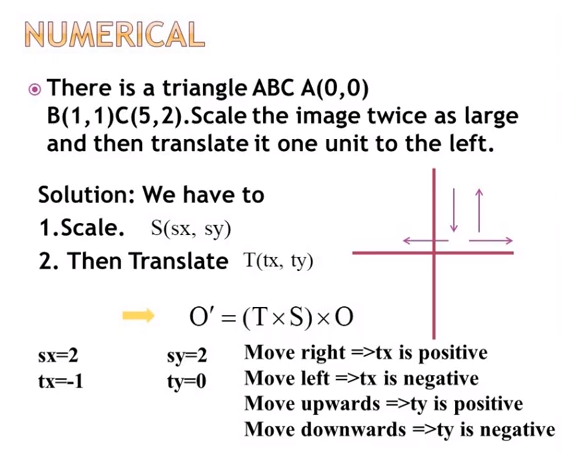 NUMERICAL
There is a triangle ABC A(0,0)
B(1,1)C(5,2).Scale the image twice as large
and then translate it one unit to the left.
Solution: We have to
1.Scale. S(sx, sy)
2. Then Translate T(tx, ty)
O′ = (T×S)×O
sx=2 sy=2 Move right =>tx is positive
tx=-1 ty=0 Move left =>tx is negative
Move upwards =>ty is positive
Move downwards =>ty is negative